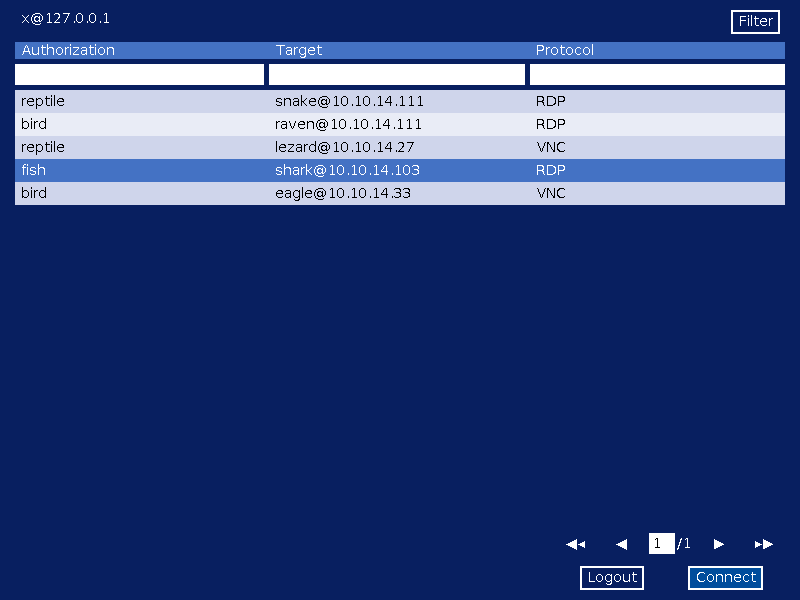 x@127.0.0.1
Filter
Authorization Target Protocol
reptile snake@10.10.14.111 RDP
bird raven@10.10.14.111 RDP
reptile lezard@10.10.14.27 VNC
fish shark@10.10.14.103 RDP
bird eagle@10.10.14.33 VNC
1 /1
Logout Connect